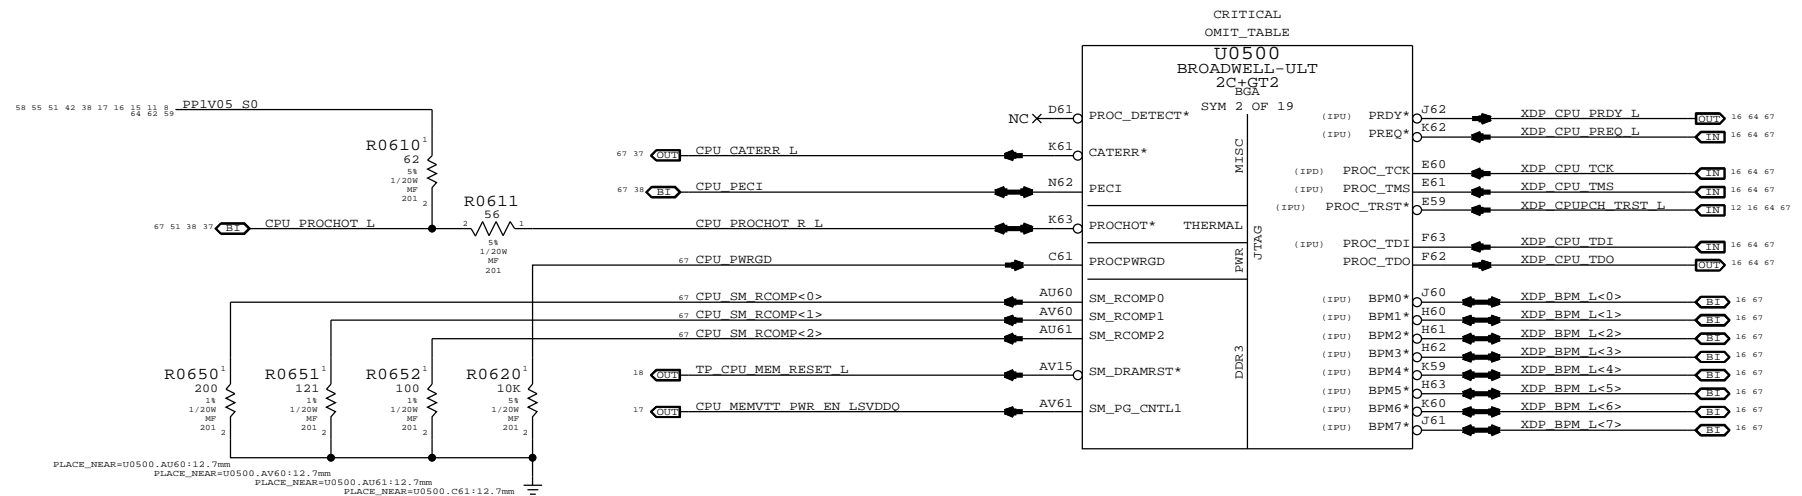 CRITICAL
OMIT_TABLE
U0500
BROADWELL-ULT
2C+GT2
BGA
SYM 2 OF 19
58 55 51 42 38 17 16 15 11 8
64 62 59
PP1V05_S0
R0610
1
62
5%
1/20W
MF
201
2
R0611
56
2
1
5%
1/20W
MF
201
67 51 38 37
BI
CPU_PROCHOT_L
NC
D61
PROC_DETECT*
67 37
OUT
CPU_CATERR_L
K61
CATERR*
67 38
BI
CPU_PECI
N62
PECI
MISC
CPU_PROCHOT_R_L
K63
PROCHOT*
THERMAL
67
CPU_PWRGD
C61
PROCPWRGD
PWR
JTAG
67
CPU_SM_RCOMP<0>
AU60
SM_RCOMP0
67
CPU_SM_RCOMP<1>
AV60
SM_RCOMP1
67
CPU_SM_RCOMP<2>
AU61
SM_RCOMP2
18
OUT
TP_CPU_MEM_RESET_L
AV15
SM_DRAMRST*
17
OUT
CPU_MEMVTT_PWR_EN_LSVDDQ
AV61
SM_PG_CNTL1
DDR3
R0650
1
200
1%
1/20W
MF
201
2
R0651
1
121
1%
1/20W
MF
201
2
R0652
1
100
1%
1/20W
MF
201
2
R0620
1
10K
5%
1/20W
MF
201
2
PLACE_NEAR=U0500.AU60:12.7mm
PLACE_NEAR=U0500.AV60:12.7mm
PLACE_NEAR=U0500.AU61:12.7mm
PLACE_NEAR=U0500.C61:12.7mm
(IPU) PRDY* J62 XDP_CPU_PRDY_L OUT 16 64 67
(IPU) PREQ* K62 XDP_CPU_PREQ_L IN 16 64 67
(IPD) PROC_TCK E60 XDP_CPU_TCK IN 16 64 67
(IPU) PROC_TMS E61 XDP_CPU_TMS IN 16 64 67
(IPU) PROC_TRST* E59 XDP_CPUPCH_TRST_L IN 12 16 64 67
(IPU) PROC_TDI F63 XDP_CPU_TDI IN 16 64 67
PROC_TDO F62 XDP_CPU_TDO OUT 16 64 67
(IPU) BPM0* J60 XDP_BPM_L<0> BI 16 67
(IPU) BPM1* H60 XDP_BPM_L<1> BI 16 67
(IPU) BPM2* H61 XDP_BPM_L<2> BI 16 67
(IPU) BPM3* H62 XDP_BPM_L<3> BI 16 67
(IPU) BPM4* K59 XDP_BPM_L<4> BI 16 67
(IPU) BPM5* H63 XDP_BPM_L<5> BI 16 67
(IPU) BPM6* K60 XDP_BPM_L<6> BI 16 67
(IPU) BPM7* J61 XDP_BPM_L<7> BI 16 67